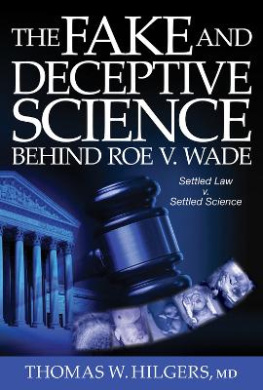 THE FAKE AND
DECEPTIVE
SCIENCE
BEHIND ROE V. WADE
Settled Law
v.
Settled Science
THOMAS W. HILGERS, MD